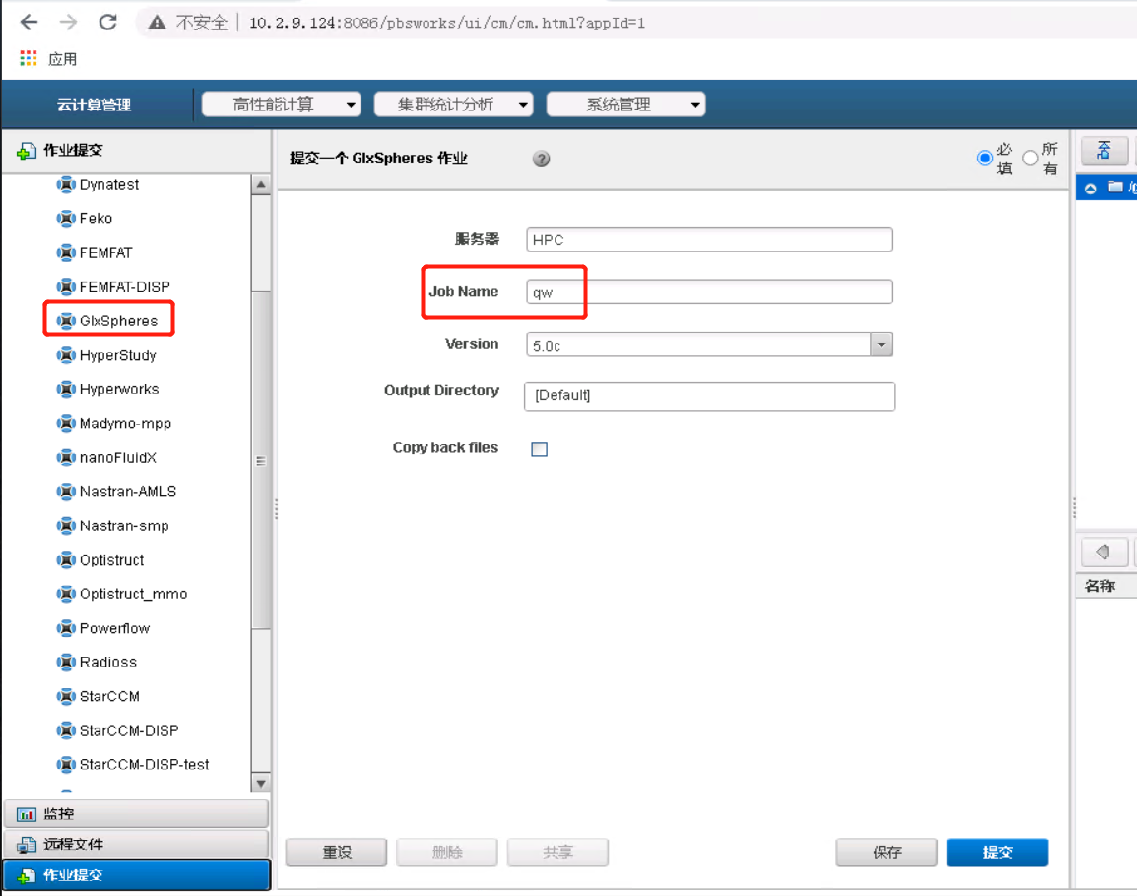 不安全 | 10.2.9.124:8086/pbsworks/ui/cm/cm.html?appId=1
应用
云计算管理 高性能计算 集群统计分析 系统管理
作业提交
Dynatest
Feko
FEMFAT
FEMFAT-DISP
GlxSpheres
HyperStudy
Hyperworks
Madymo-mpp
nanoFluidX
Nastran-AMLS
Nastran-smp
Optistruct
Optistruct_mmo
Powerflow
Radioss
StarCCM
StarCCM-DISP
StarCCM-DISP-test
监控
远程文件
作业提交
提交一个 GlxSpheres 作业 ?
必填
所有
服务器 HPC
Job Name qw
Version 5.0c
Output Directory [Default]
Copy back files
重设 删除 共享 保存 提交
名称